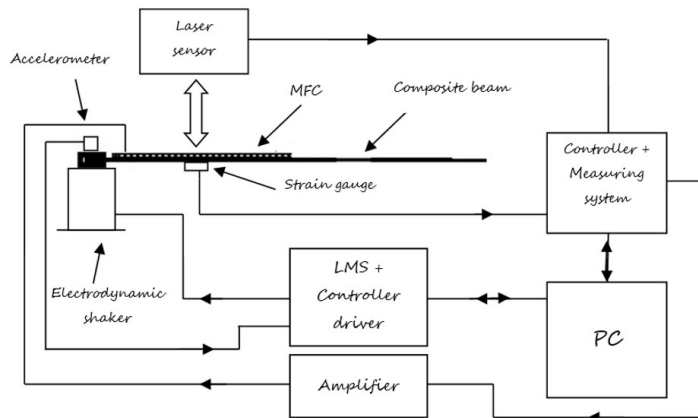 Laser
sensor
Accelerometer
MFC
Composite beam
Controller +
Measuring
system
Strain gauge
Electrodynamic
shaker
LMS +
Controller
driver
PC
Amplifier